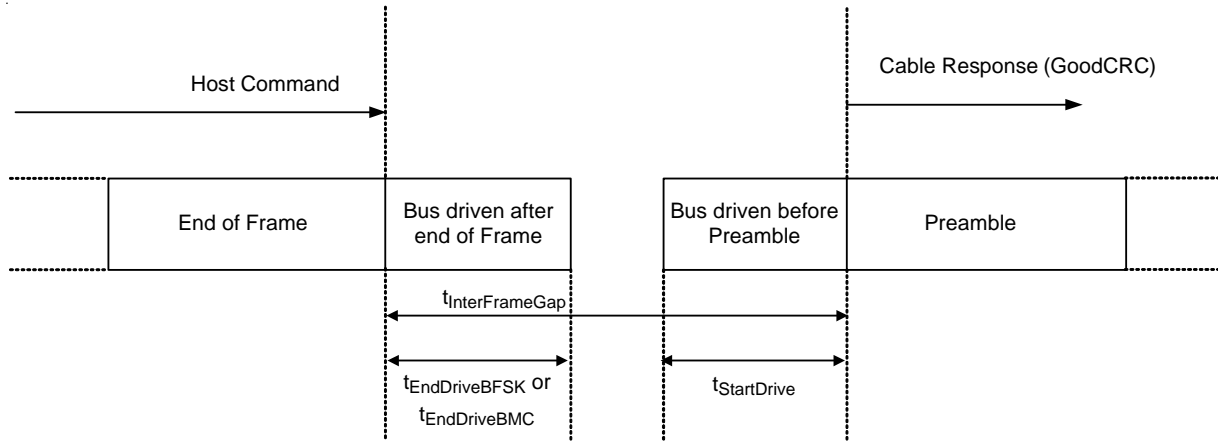 Host Command
Cable Response (GoodCRC)
End of Frame
Bus driven after
end of Frame
Bus driven before
Preamble
Preamble
tInterFrameGap
tEndDriveBFSK or
tEndDriveBMC
tStartDrive